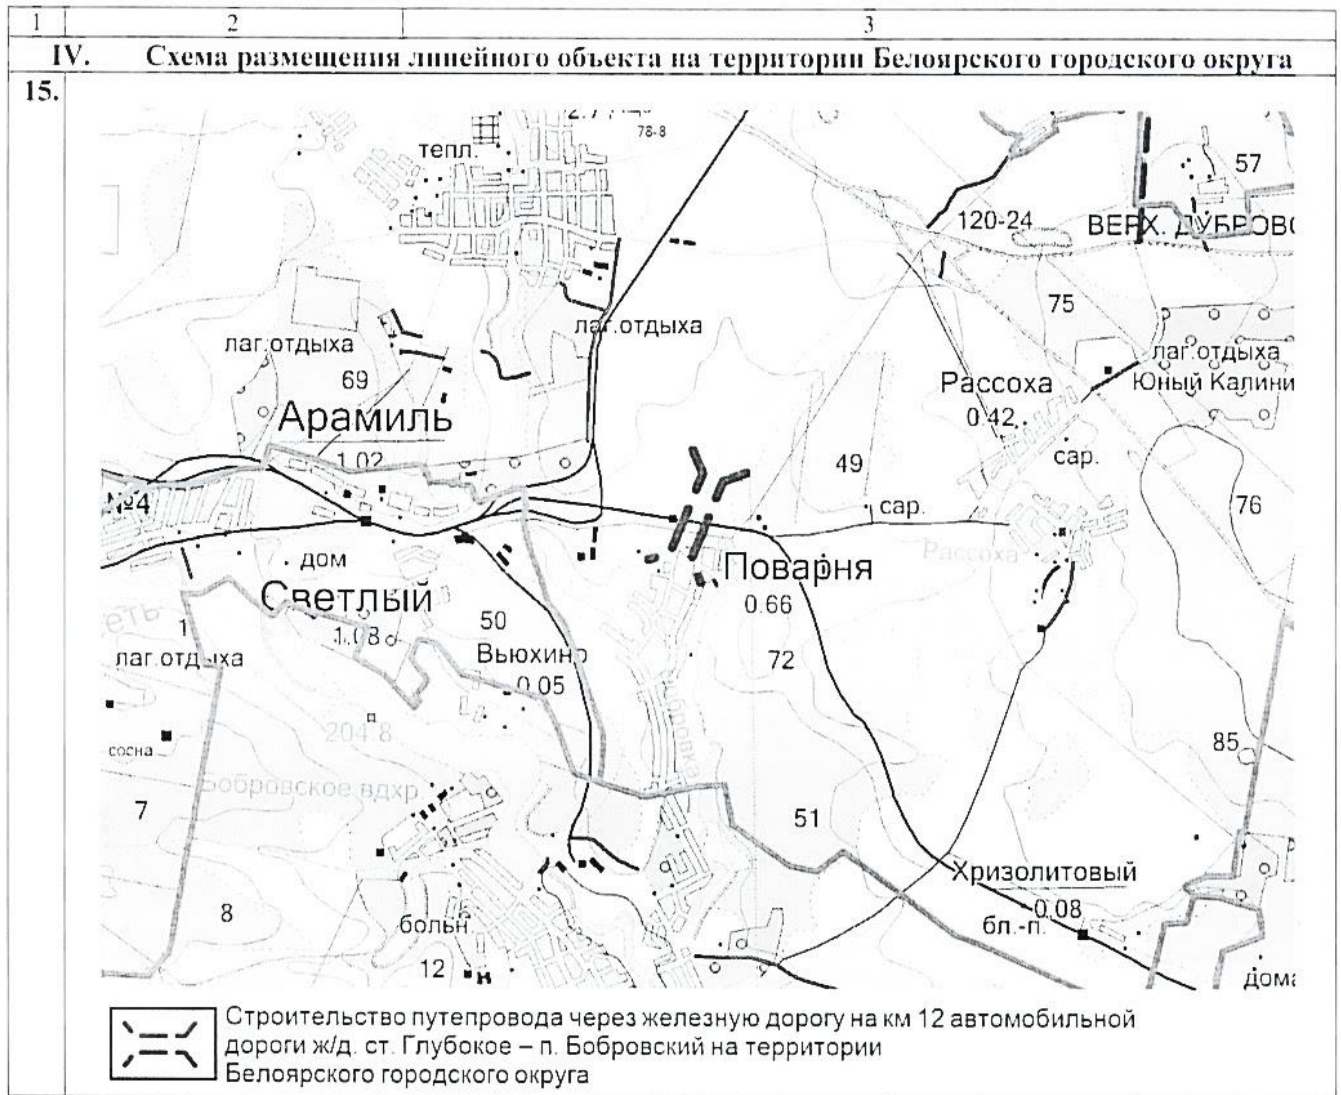 1 2 3
IV. Схема размещения линейного объекта на территории Белоярского городского округа
15.
78-8
тепл.
57
120-24
ВЕРХ. ДУБРОВО
75
лаг.отдыха
лаг.отдыха
69
лаг.отдыха
Юный Калини
Рассоха
0.42
Арамиль
1.02
49
сар.
сар.
76
№4
Рассоха
дом
Поварня
0.66
Светлый
1.08
50
1
лаг.отдыха
Вьюхино
0.05
72
204.8
сосна
85
Бобровское вдхр.
Бобровка
7
51
Хризолитовый
0.08
8
больн.
бл.-п.
12
дома
Строительство путепровода через железную дорогу на км 12 автомобильной
дороги ж/д. ст. Глубокое – п. Бобровский на территории
Белоярского городского округа